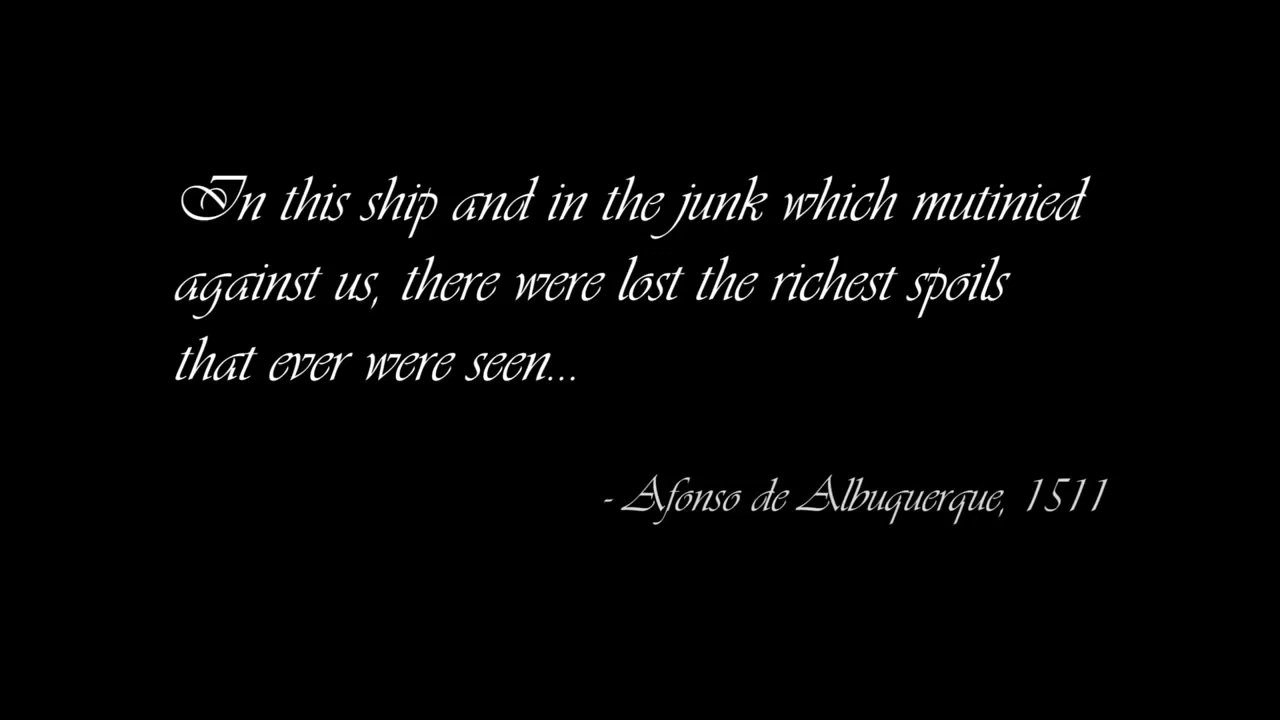 In this ship and in the junk which mutinied
against us, there were lost the richest spoils
that ever were seen...
- Afonso de Albuquerque, 1511